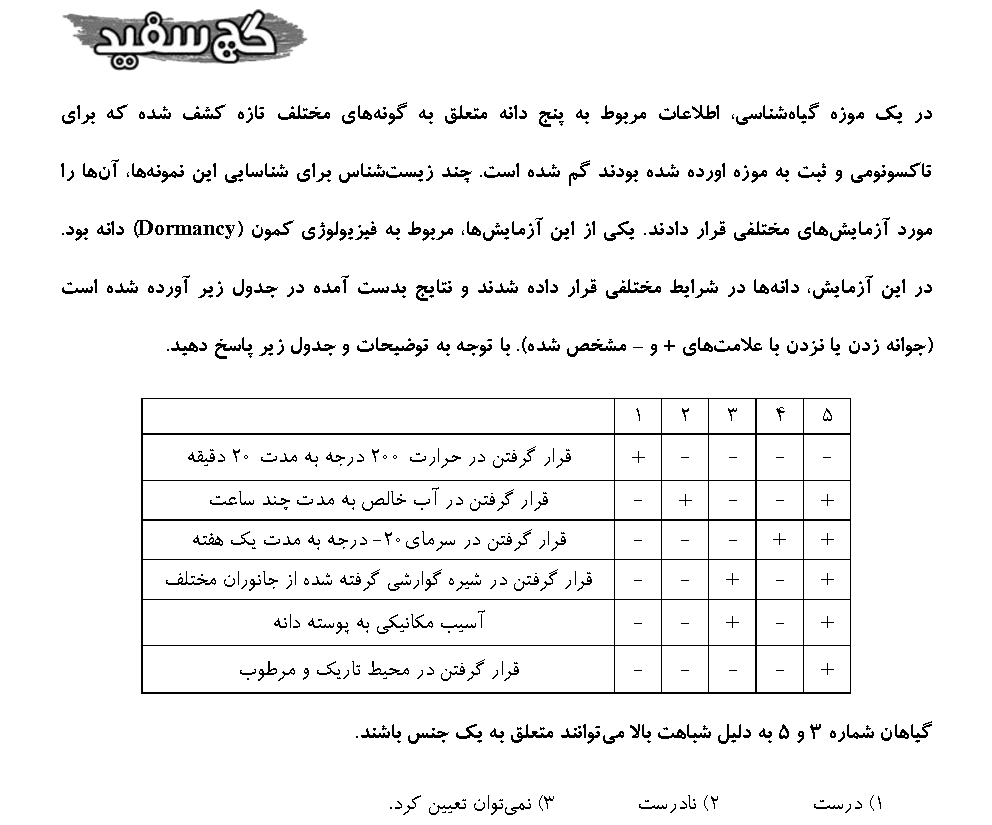 گچ سفید
در یک موزه گیاه‌شناسی، اطلاعات مربوط به پنج دانه متعلق به گونه‌های مختلف تازه کشف شده که برای
تاکسونومی و ثبت به موزه اورده شده بودند گم شده است. چند زیست‌شناس برای شناسایی این نمونه‌ها، آن‌ها را
مورد آزمایش‌های مختلفی قرار دادند. یکی از این آزمایش‌ها، مربوط به فیزیولوژی کمون (Dormancy) دانه بود.
در این آزمایش، دانه‌ها در شرایط مختلفی قرار داده شدند و نتایج بدست آمده در جدول زیر آورده شده است
(جوانه زدن یا نزدن با علامت‌های + و – مشخص شده). با توجه به توضیحات و جدول زیر پاسخ دهید.
۱ ۲ ۳ ۴ ۵
قرار گرفتن در حرارت ۲۰۰ درجه به مدت ۲۰ دقیقه + - - - -
قرار گرفتن در آب خالص به مدت چند ساعت - + - - +
قرار گرفتن در سرمای ۲۰- درجه به مدت یک هفته - - - + +
قرار گرفتن در شیره گوارشی گرفته شده از جانوران مختلف - - + - +
آسیب مکانیکی به پوسته دانه - - + - +
قرار گرفتن در محیط تاریک و مرطوب - - - - +
گیاهان شماره ۳ و ۵ به دلیل شباهت بالا می‌توانند متعلق به یک جنس باشند.
۱) درست ۲) نادرست ۳) نمی‌توان تعیین کرد.